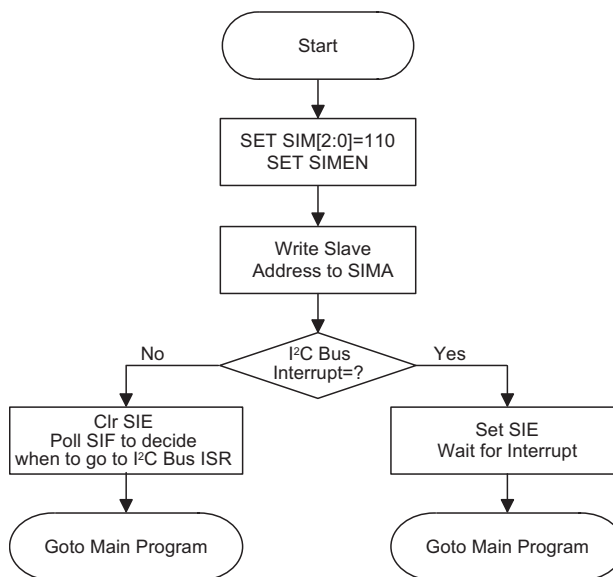 Start
SET SIM[2:0]=110
SET SIMEN
Write Slave
Address to SIMA
I²C Bus
Interrupt=?
No
Yes
Clr SIE
Poll SIF to decide
when to go to I²C Bus ISR
Set SIE
Wait for Interrupt
Goto Main Program
Goto Main Program